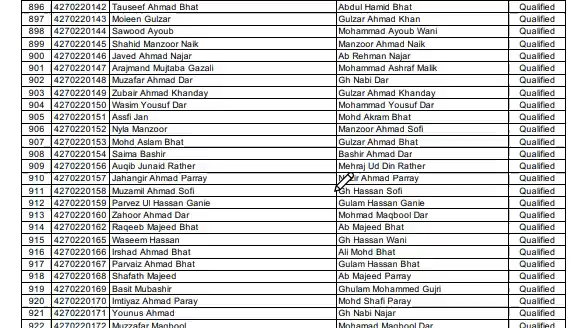 896 4270220142 Tauseef Ahmad Bhat Abdul Hamid Bhat Qualified
897 4270220143 Moieen Gulzar Gulzar Ahmad Khan Qualified
898 4270220144 Sawood Ayoub Mohammad Ayoub Wani Qualified
899 4270220145 Shahid Manzoor Naik Manzoor Ahmad Naik Qualified
900 4270220146 Javed Ahmad Najar Ab Rehman Najar Qualified
901 4270220147 Arajmand Mujtaba Gazali Mohammad Ashraf Malik Qualified
902 4270220148 Muzafar Ahmad Dar Gh Nabi Dar Qualified
903 4270220149 Zubair Ahmad Khanday Gulzar Ahmad Khanday Qualified
904 4270220150 Wasim Yousuf Dar Mohammad Yousuf Dar Qualified
905 4270220151 Assfi Jan Mohd Akram Bhat Qualified
906 4270220152 Nyla Manzoor Manzoor Ahmad Sofi Qualified
907 4270220153 Mohd Aslam Bhat Gulzar Ahmad Bhat Qualified
908 4270220154 Saima Bashir Bashir Ahmad Dar Qualified
909 4270220156 Auqib Junaid Rather Mehraj Ud Din Rather Qualified
910 4270220157 Jahangir Ahmad Parray Ahmad Parray Qualified
911 4270220158 Muzamil Ahmad Sofi Gh Hassan Sofi Qualified
912 4270220159 Parvez Ul Hassan Ganie Gulam Hassan Ganie Qualified
913 4270220160 Zahoor Ahmad Dar Mohmad Maqbool Dar Qualified
914 4270220162 Raqeeb Majeed Bhat Ab Majeed Bhat Qualified
915 4270220165 Waseem Hassan Gh Hassan Wani Qualified
916 4270220166 Irshad Ahmad Bhat Ali Mohd Bhat Qualified
917 4270220167 Parvaiz Ahmad Bhat Gulam Hassan Bhat Qualified
918 4270220168 Shafath Majeed Ab Majeed Parray Qualified
919 4270220169 Basit Mubashir Ghulam Mohammed Gujri Qualified
920 4270220170 Imtiyaz Ahmad Paray Mohd Shafi Paray Qualified
921 4270220171 Younus Ahmad Gh Nabi Najar Qualified
922 4270220172 Muzzafar Maqbool Mohamad Maqbool Dar Qualified